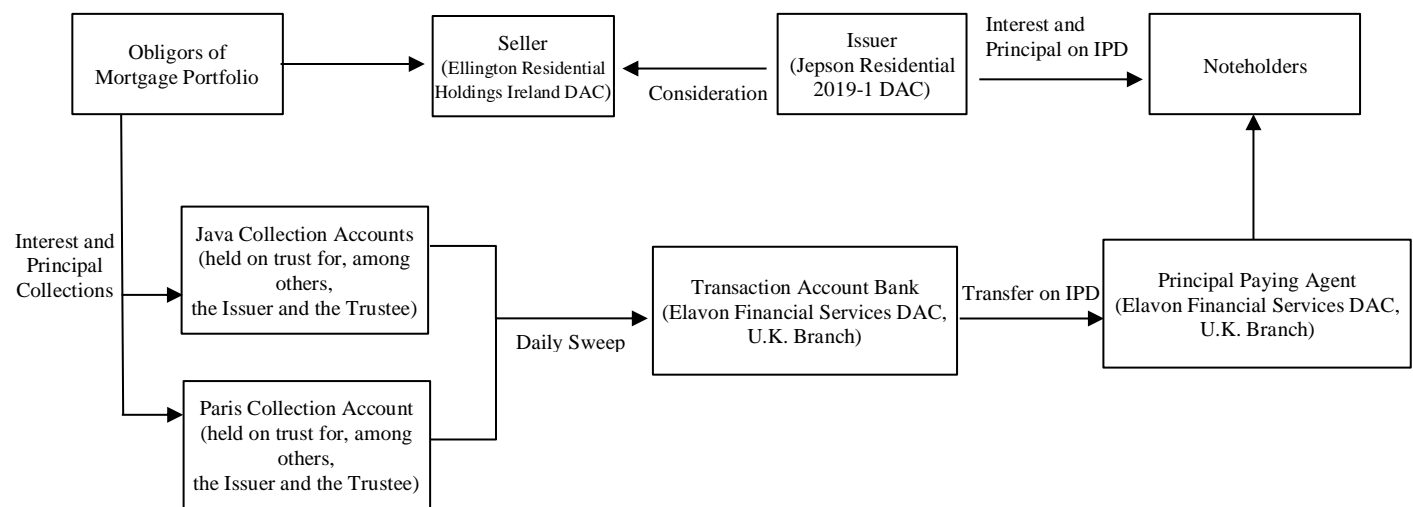 Obligors of
Mortgage Portfolio
Seller
(Ellington Residential
Holdings Ireland DAC)
Consideration
Issuer
(Jepson Residential
2019-1 DAC)
Interest and
Principal on IPD
Noteholders
Interest and
Principal
Collections
Java Collection Accounts
(held on trust for, among
others,
the Issuer and the Trustee)
Paris Collection Account
(held on trust for, among
others,
the Issuer and the Trustee)
Daily Sweep
Transaction Account Bank
(Elavon Financial Services DAC,
U.K. Branch)
Transfer on IPD
Principal Paying Agent
(Elavon Financial Services DAC,
U.K. Branch)